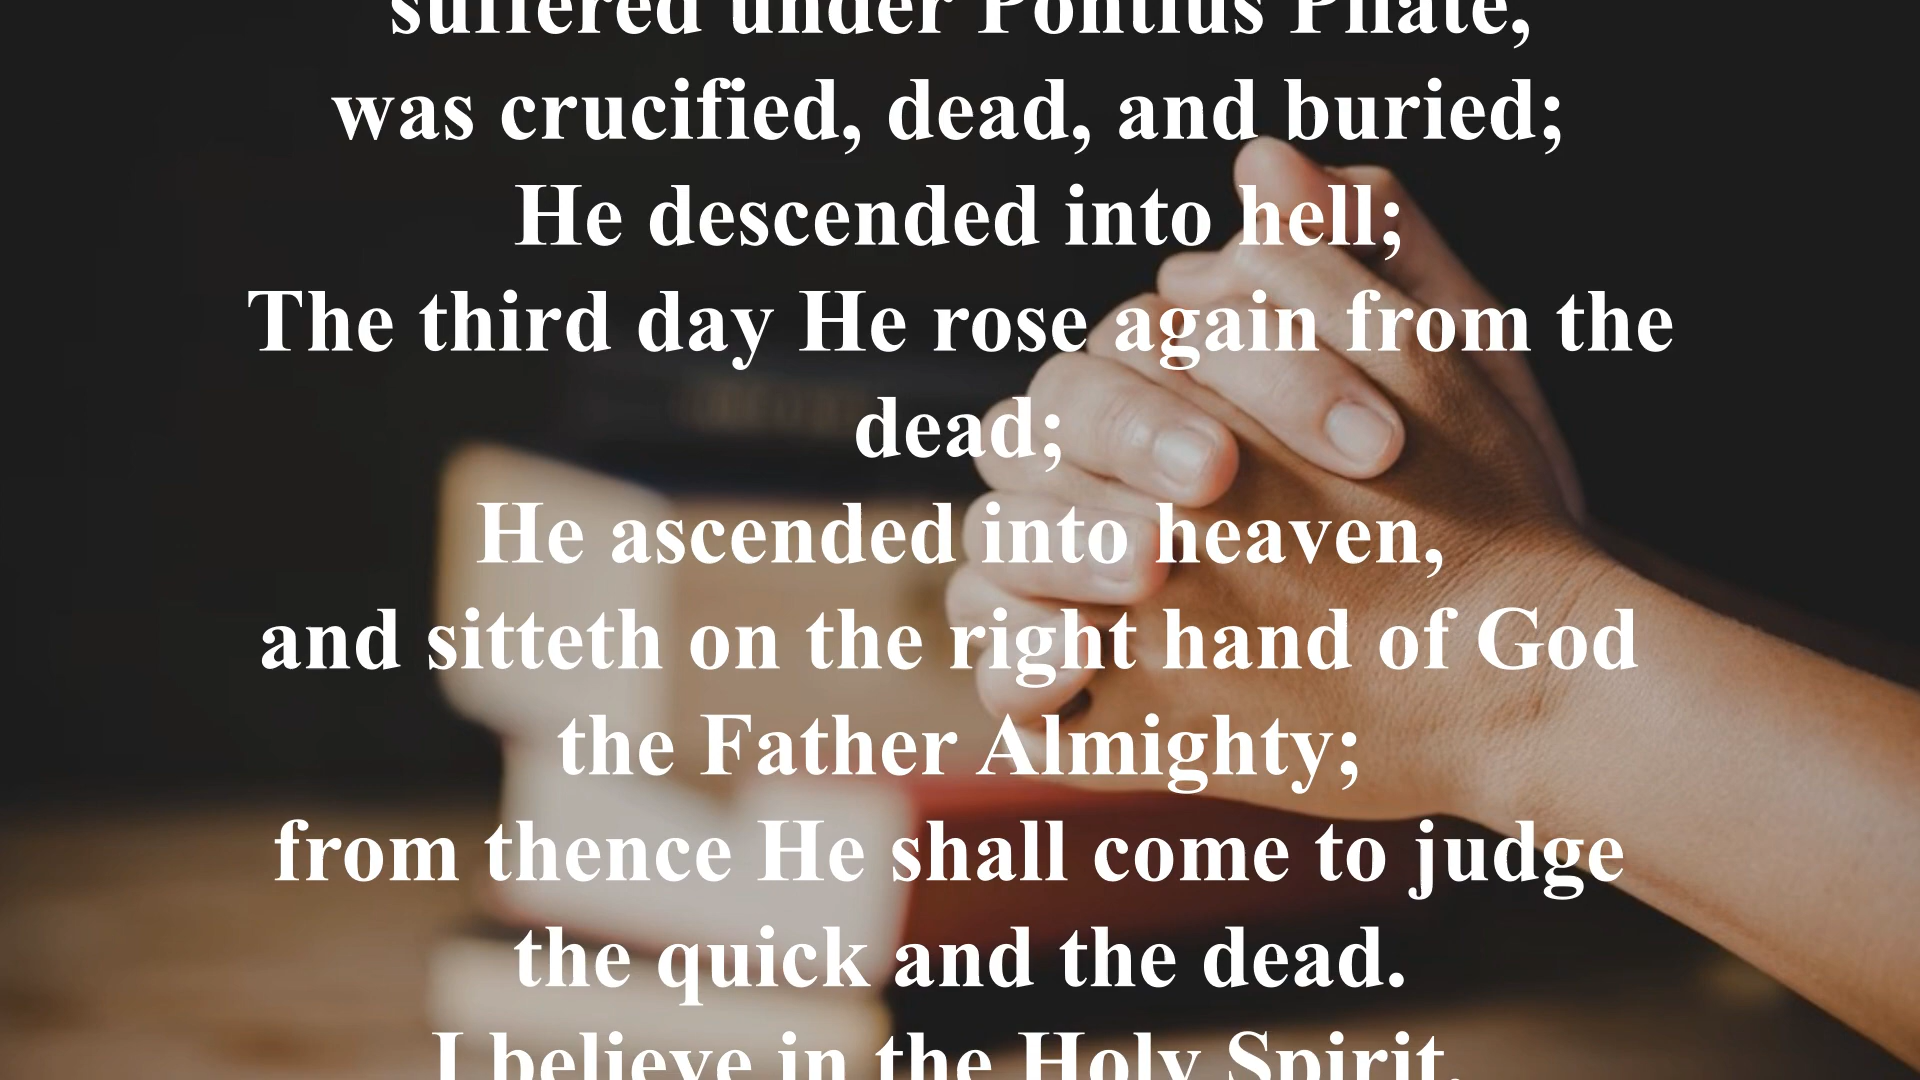 suffered under Pontius Pilate,
was crucified, dead, and buried;
He descended into hell;
The third day He rose again from the
dead;
He ascended into heaven,
and sitteth on the right hand of God
the Father Almighty;
from thence He shall come to judge
the quick and the dead.
I believe in the Holy Spirit,